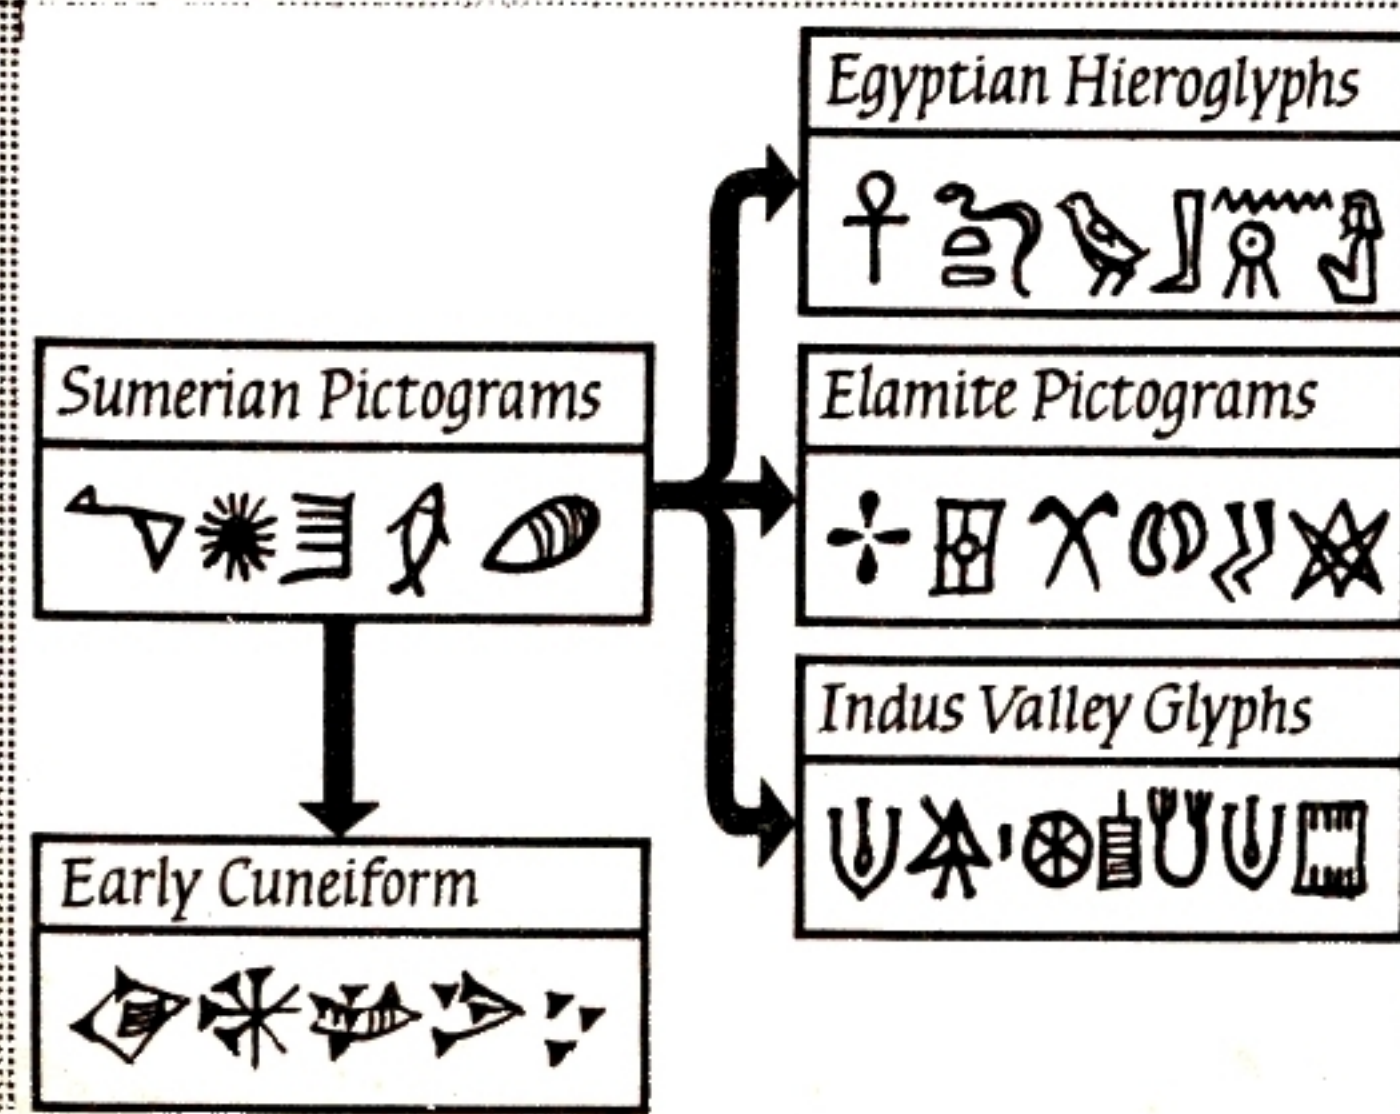 Egyptian Hieroglyphs
Sumerian Pictograms
Elamite Pictograms
Indus Valley Glyphs
Early Cuneiform